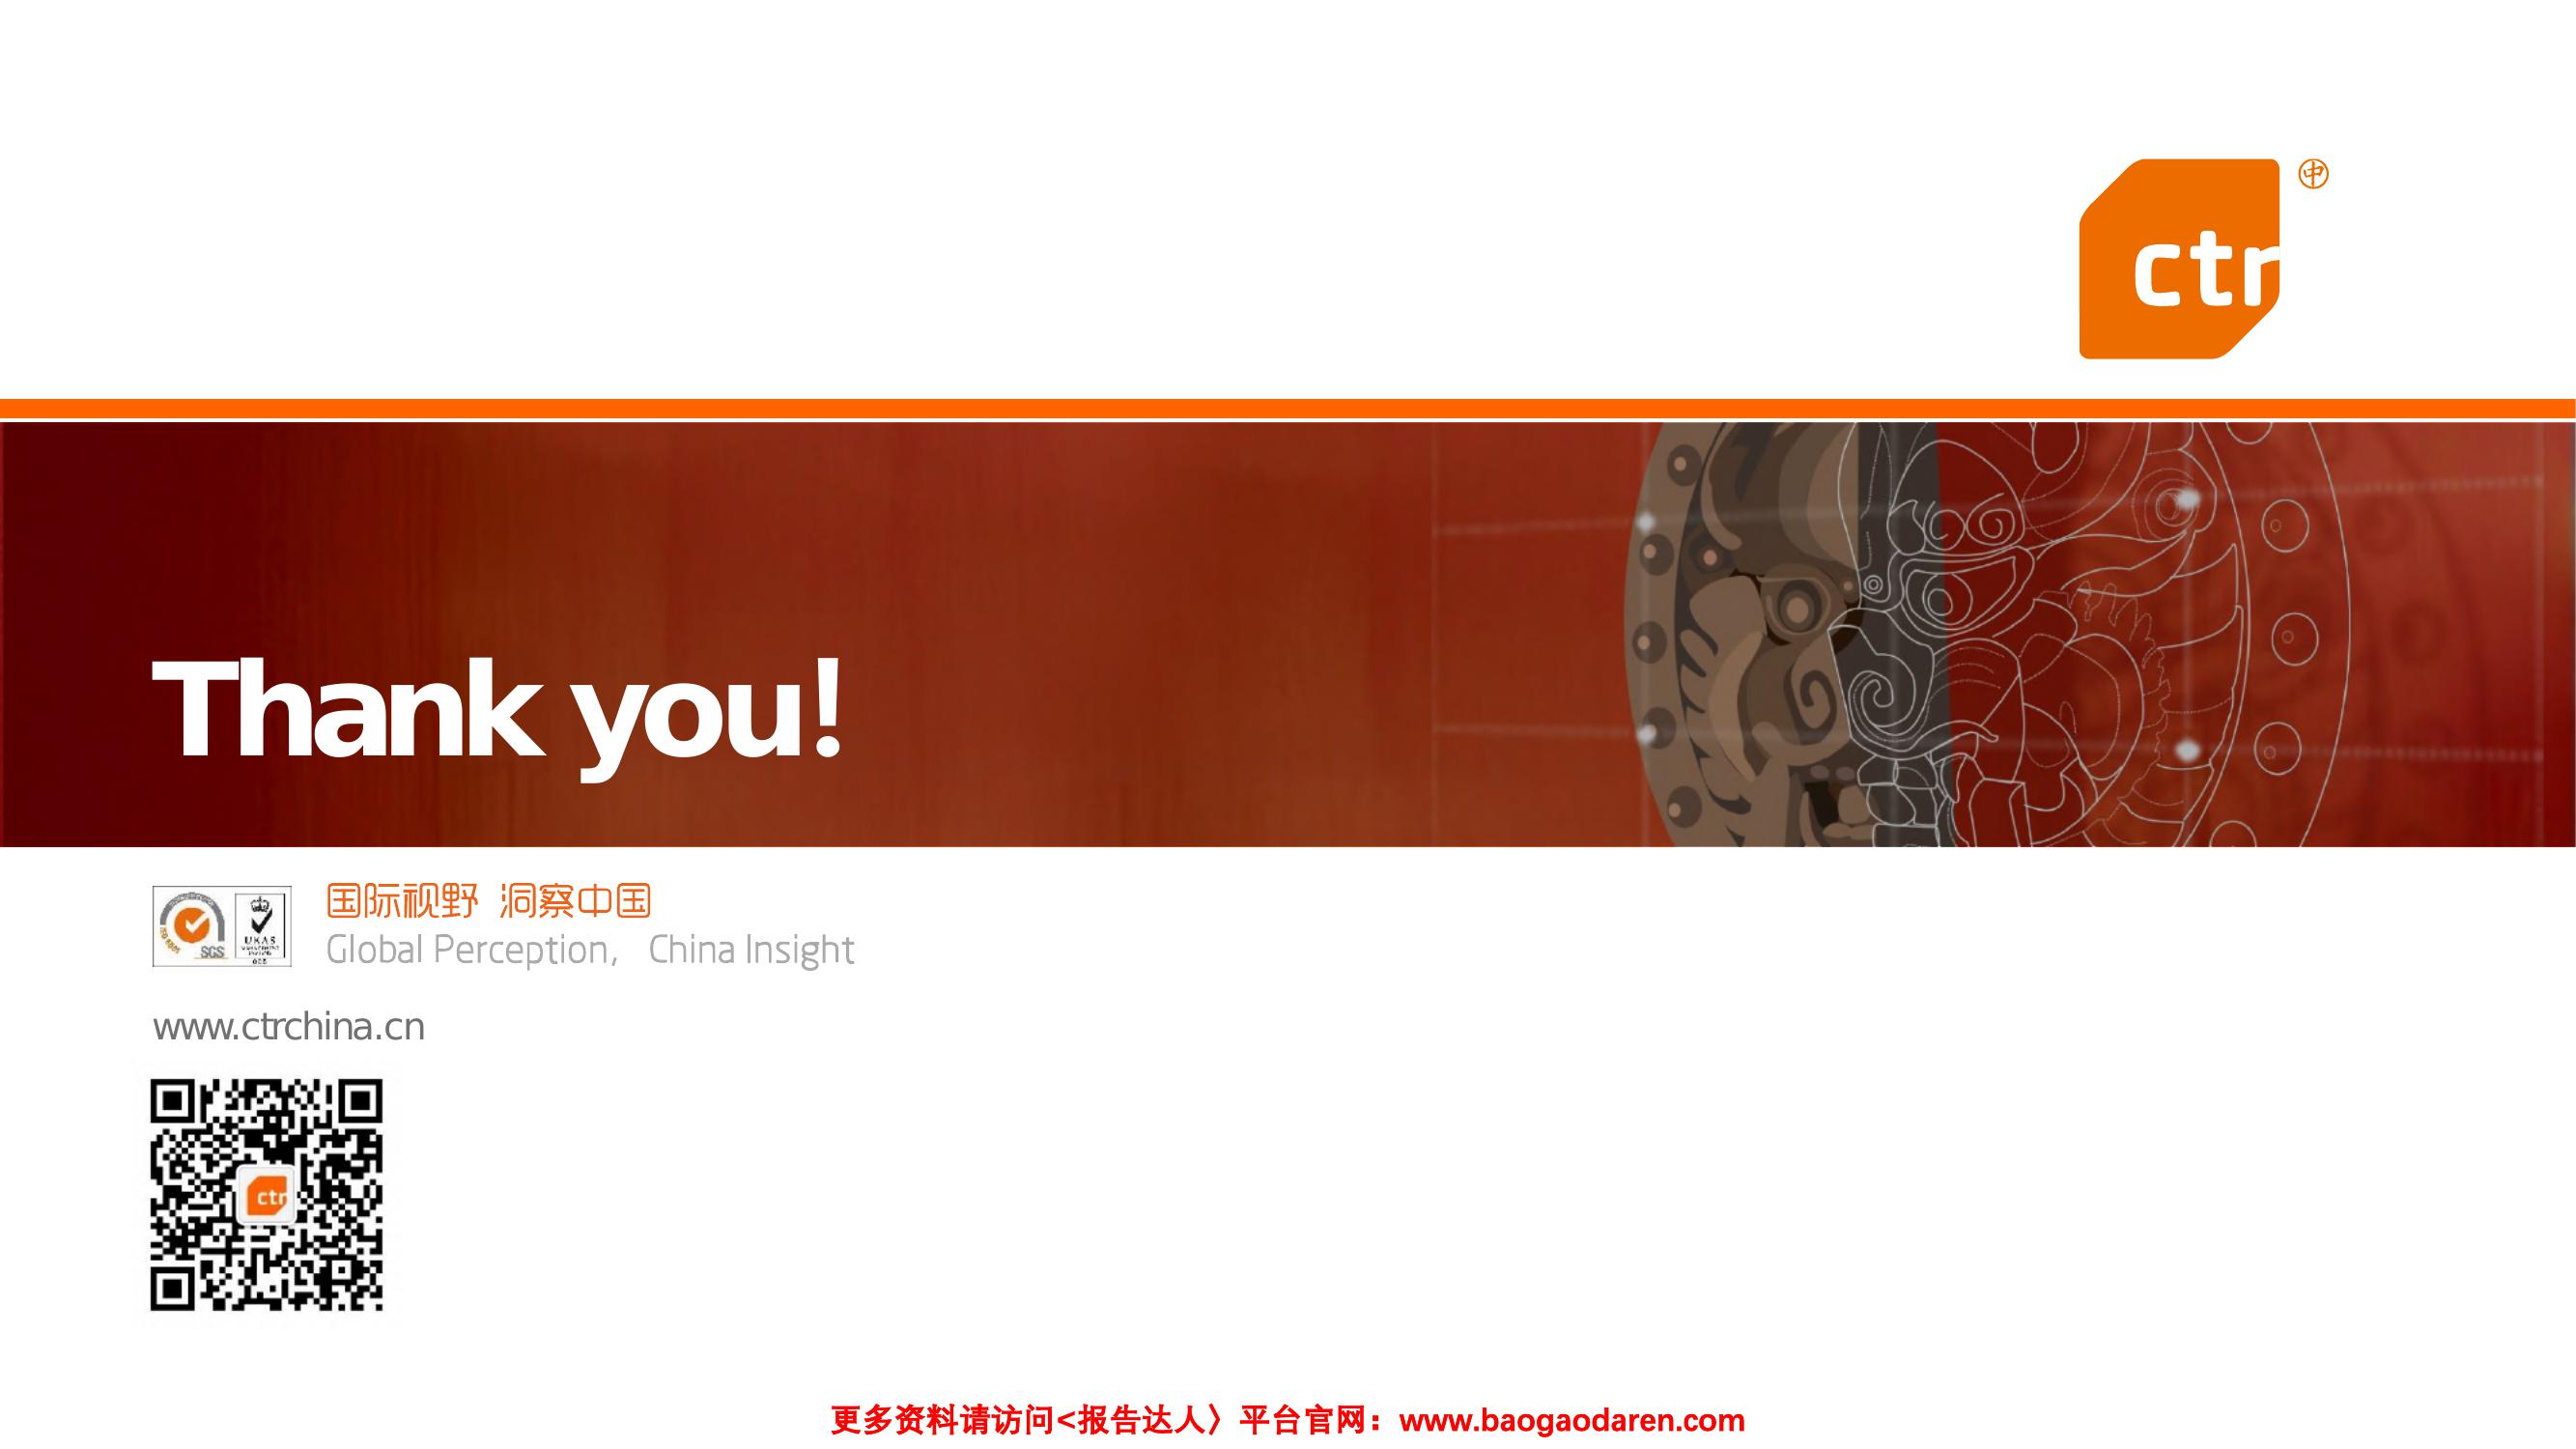 ctr
中
Thank you!
国际视野 洞察中国
Global Perception, China Insight
SGS
UKAS
www.ctrchina.cn
ctr
更多资料请访问<报告达人〉平台官网：www.baogaodaren.com